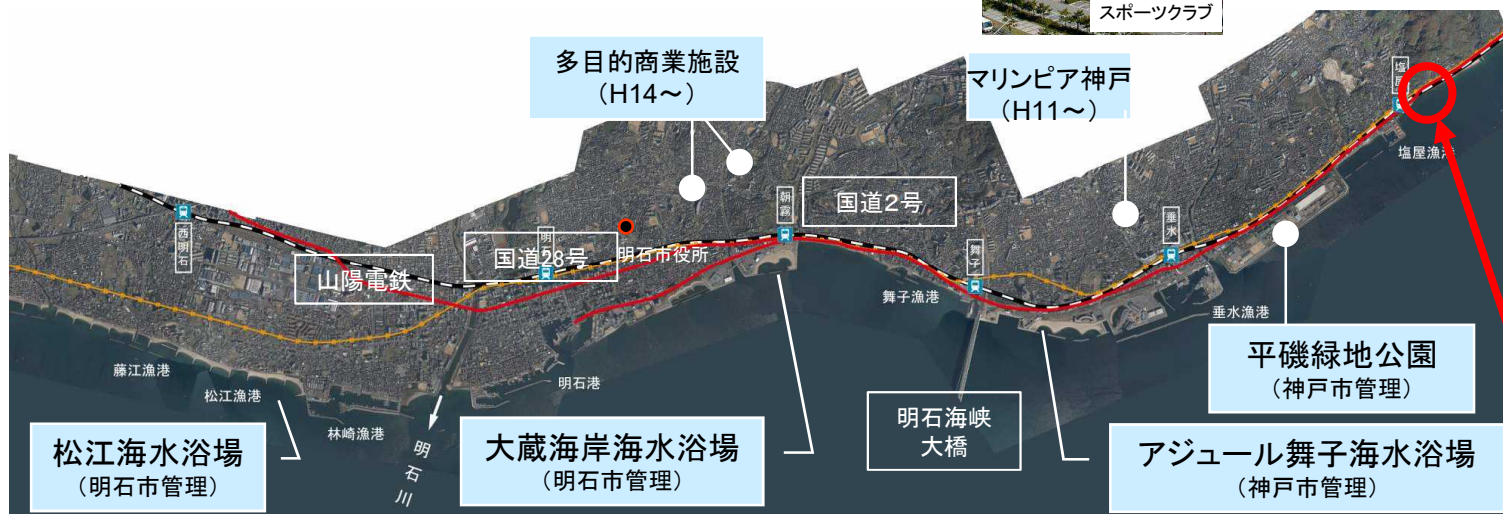 スポーツクラブ
多目的商業施設
（H14～）
マリンピア神戸
（H11～）
塩屋
塩屋漁港
朝霧
国道2号
西明石
国道28号
明石市役所
山陽電鉄
舞子
垂水
舞子漁港
垂水漁港
平磯緑地公園
（神戸市管理）
藤江漁港
松江漁港
林崎漁港
明石港
明石川
明石海峡
大橋
松江海水浴場
（明石市管理）
大蔵海岸海水浴場
（明石市管理）
アジュール舞子海水浴場
（神戸市管理）